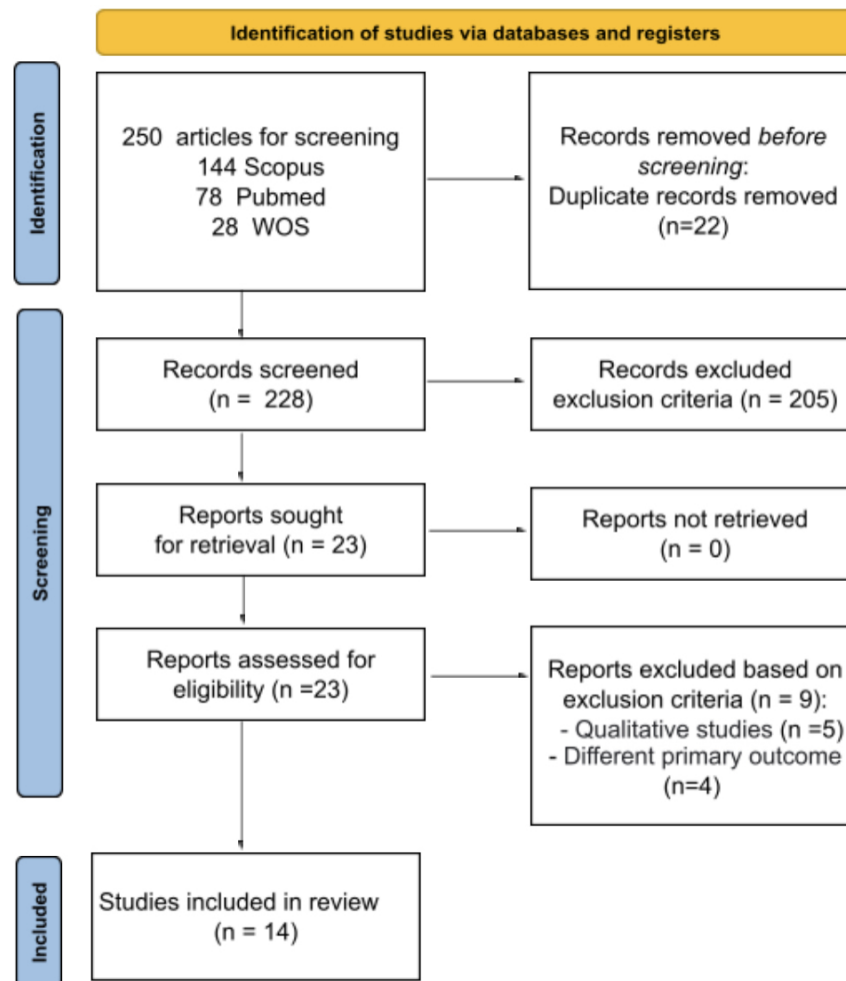 Identification of studies via databases and registers
Identification
250 articles for screening
144 Scopus
78 Pubmed
28 WOS
Records removed before
screening:
Duplicate records removed
(n=22)
Screening
Records screened
(n = 228)
Records excluded
exclusion criteria (n = 205)
Reports sought
for retrieval (n = 23)
Reports not retrieved
(n = 0)
Reports assessed for
eligibility (n =23)
Reports excluded based on
exclusion criteria (n = 9):
- Qualitative studies (n =5)
- Different primary outcome
(n=4)
Included
Studies included in review
(n = 14)